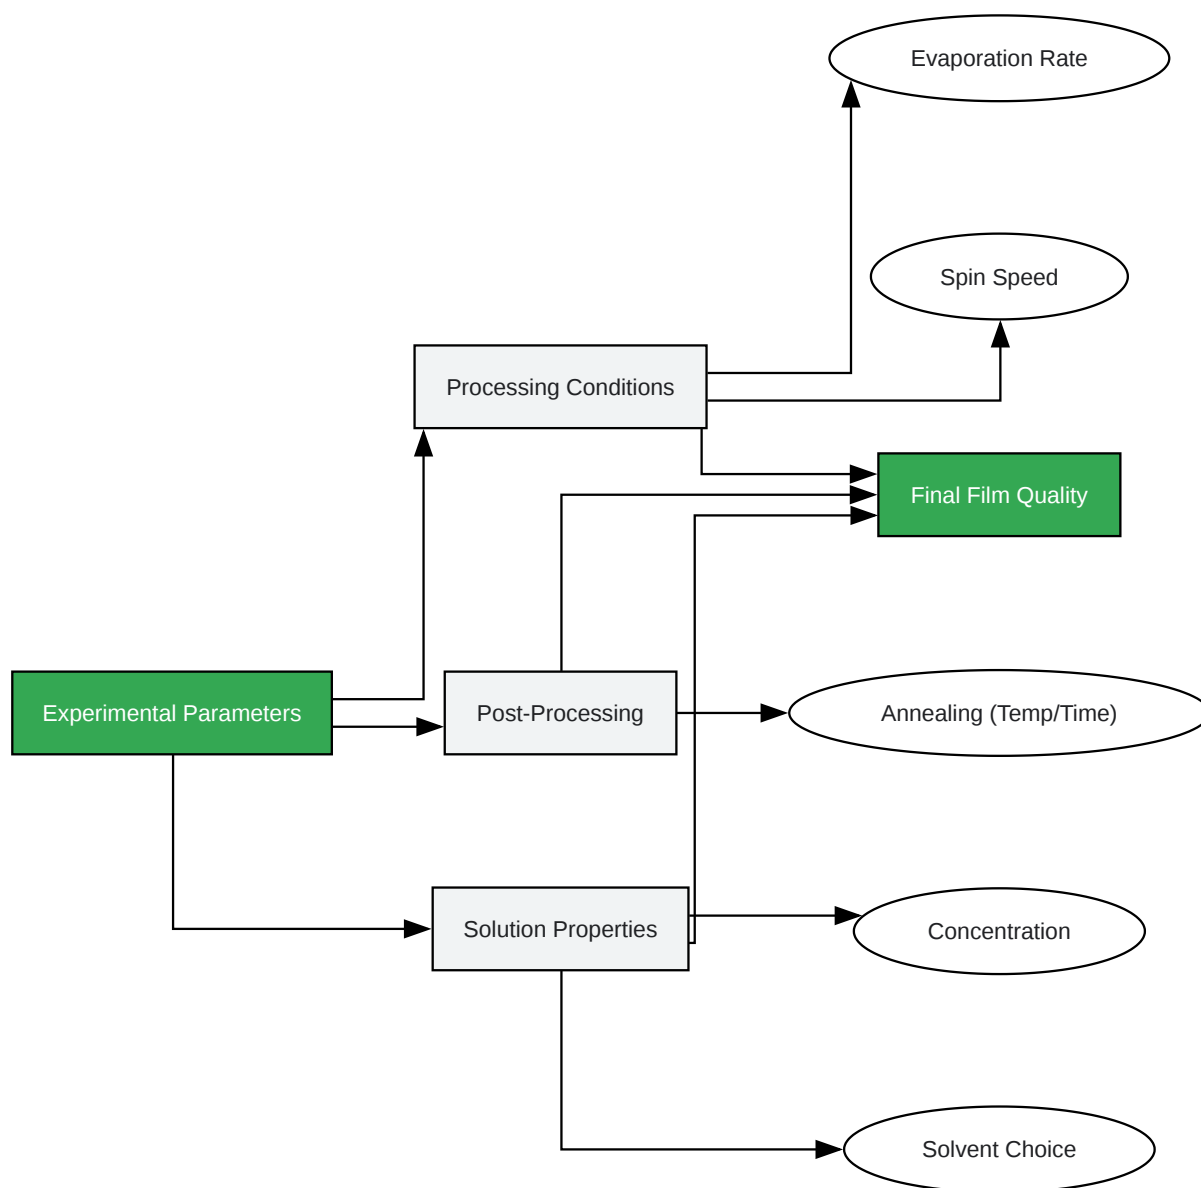 Evaporation Rate
Spin Speed
Processing Conditions
Final Film Quality
Experimental Parameters
Post-Processing
Annealing (Temp/Time)
Solution Properties
Concentration
Solvent Choice